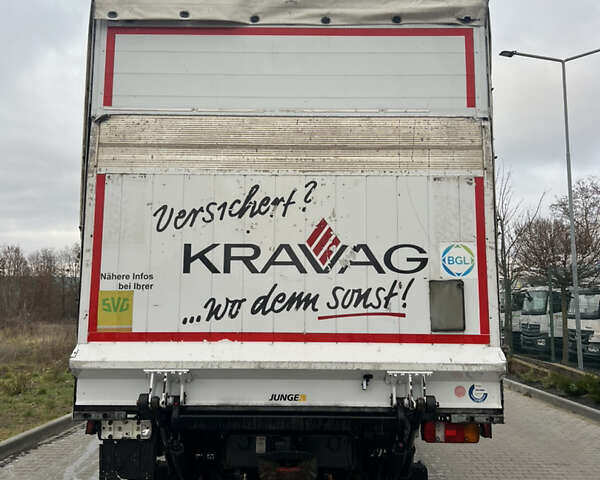 versichert?
KRAVAG
BGL
Nähere Infos
bei Ihrer
SVG
...wo denn sonst!
JUNGE